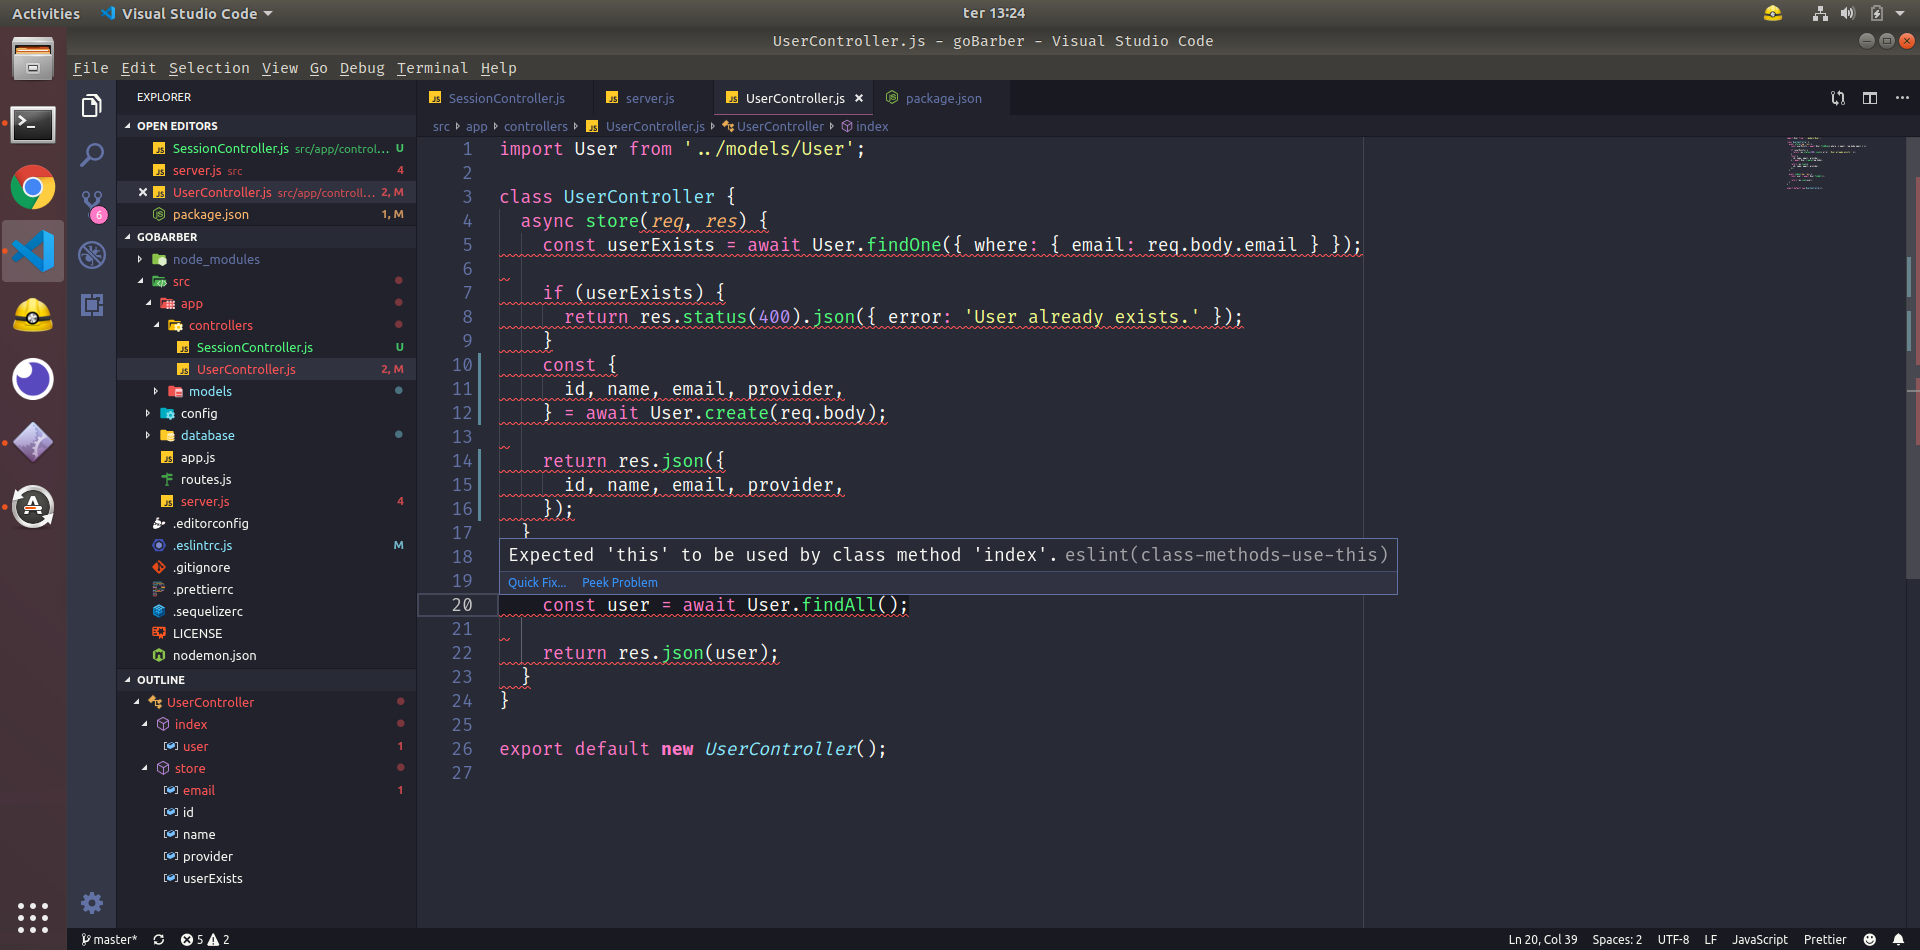 Activities
Visual Studio Code
ter 13:24
UserController.js - goBarber - Visual Studio Code
File Edit Selection View Go Debug Terminal Help
EXPLORER
OPEN EDITORS
SessionController.js src/app/control... U
server.js src 4
UserController.js src/app/controll... 2, M
package.json 1, M
GOBARBER
node_modules
src
app
controllers
SessionController.js U
UserController.js 2, M
models
config
database
app.js
routes.js
server.js 4
.editorconfig
.eslintrc.js M
.gitignore
.prettierrc
.sequelizerc
LICENSE
nodemon.json
OUTLINE
UserController
index
user 1
store
email 1
id
name
provider
userExists
6
SessionController.js
server.js
UserController.js
package.json
src app controllers JS UserController.js UserController index
1 import User from '../models/User';
2
3 class UserController {
4 async store(req, res) {
5 const userExists = await User.findOne({ where: { email: req.body.email } });
6
7 if (userExists) {
8 return res.status(400).json({ error: 'User already exists.' });
9 }
10 const {
11 id, name, email, provider,
12 } = await User.create(req.body);
13
14 return res.json({
15 id, name, email, provider,
16 });
17 }
18
Expected 'this' to be used by class method 'index'. eslint(class-methods-use-this)
19
Quick Fix... Peek Problem
20 const user = await User.findAll();
21
22 return res.json(user);
23 }
24 }
25
26 export default new UserController();
27
master* 5 2
Ln 20, Col 39 Spaces: 2 UTF-8 LF JavaScript Prettier